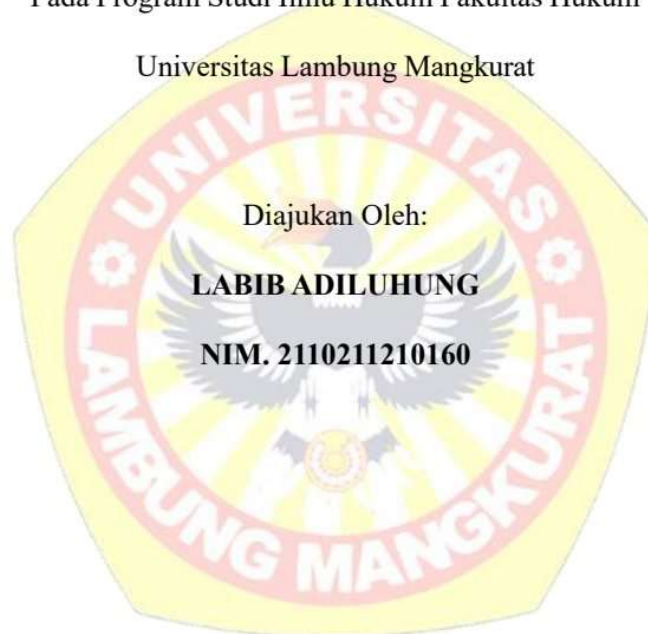 Pada Program Studi Ilmu Hukum Fakultas Hukum
Universitas Lambung Mangkurat
UNIVERSITAS
Diajukan Oleh:
LABIB ADILUHUNG
NIM. 2110211210160
LAMBUNG MANGKURAT